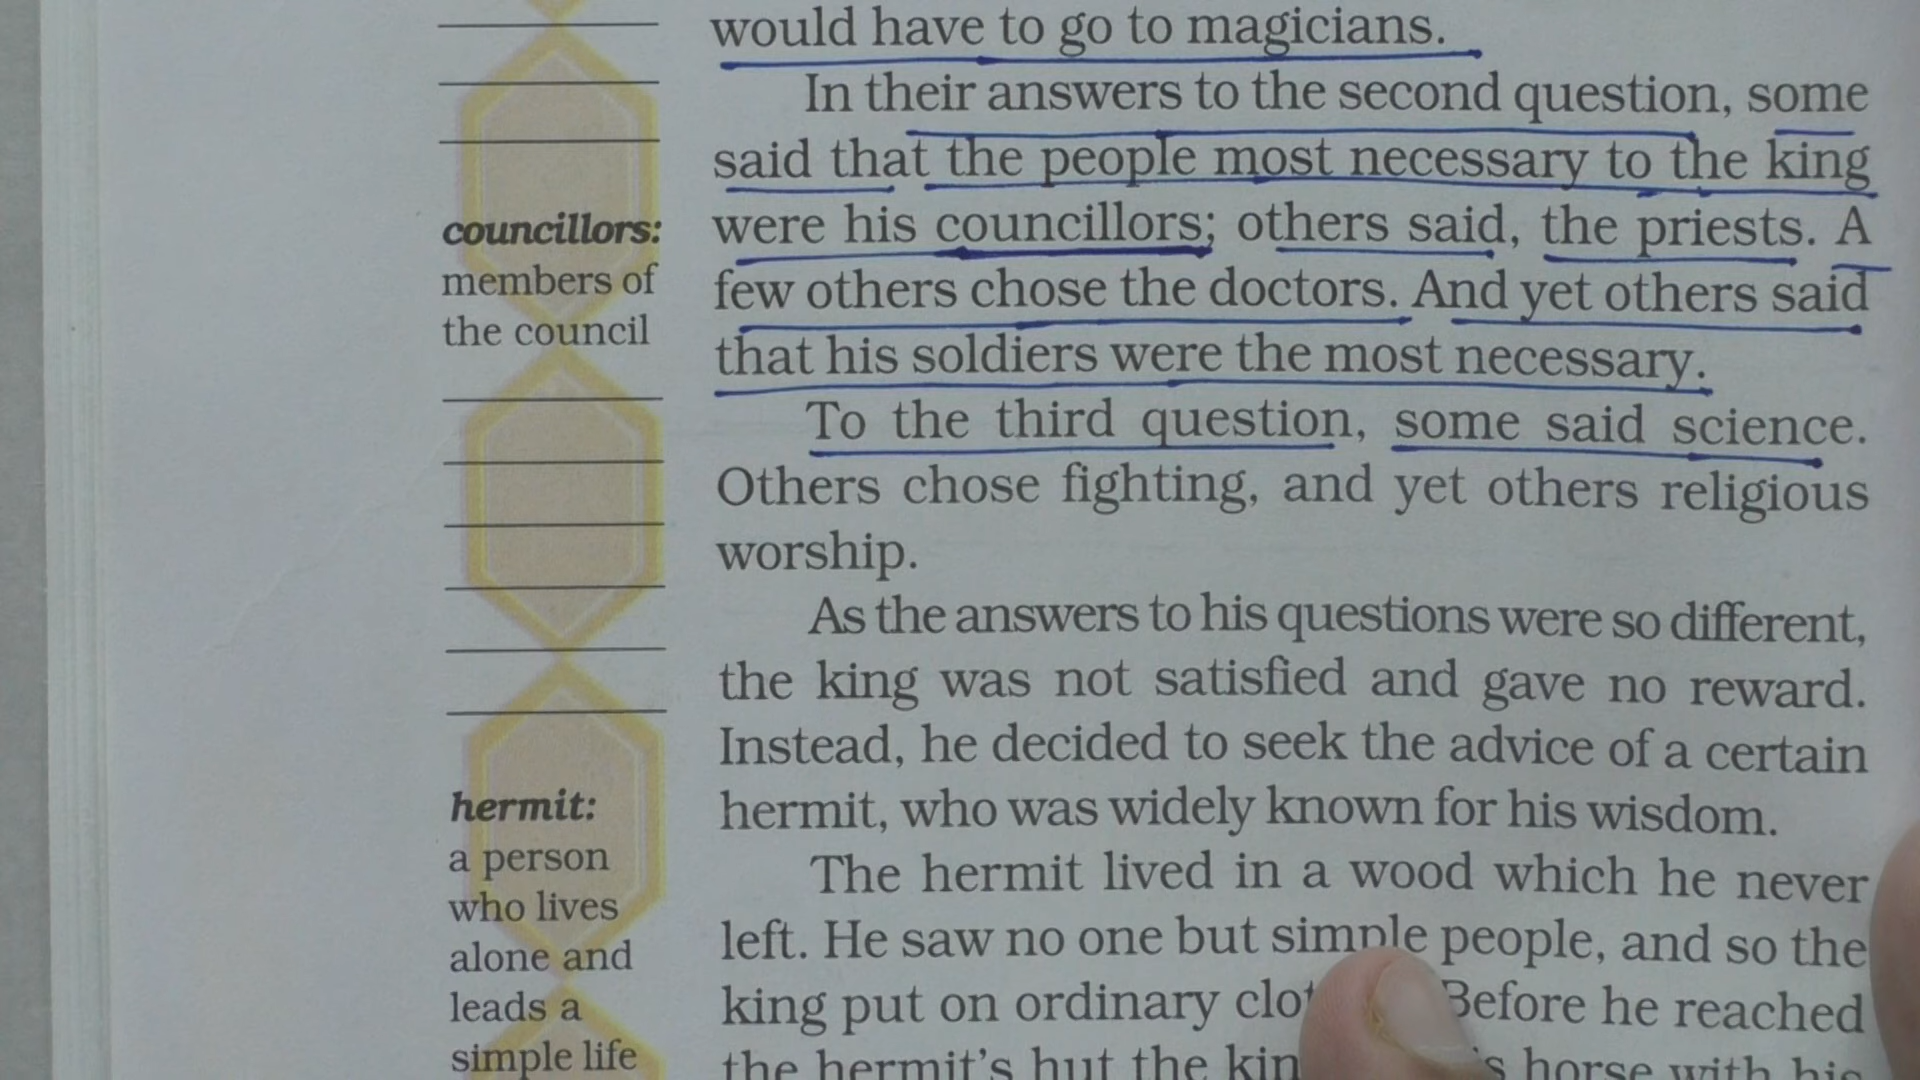 would have to go to magicians.
In their answers to the second question, some
said that the people most necessary to the king
were his councillors; others said, the priests. A
few others chose the doctors. And yet others said
that his soldiers were the most necessary.
To the third question, some said science.
Others chose fighting, and yet others religious
worship.
As the answers to his questions were so different,
the king was not satisfied and gave no reward.
Instead, he decided to seek the advice of a certain
hermit, who was widely known for his wisdom.
The hermit lived in a wood which he never
left. He saw no one but simple people, and so the
king put on ordinary Before he reached
the hermit's hut the horse with his
councillors:
members of
the council
hermit:
a person
who lives
alone and
leads a
simple life